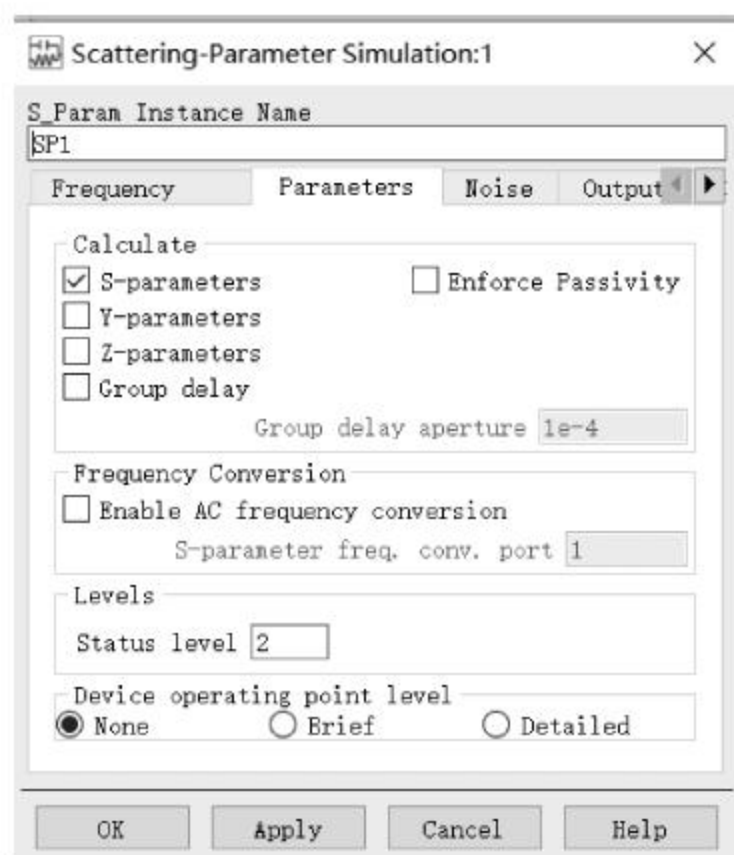 Scattering-Parameter Simulation:1
S_Param Instance Name
SP1
Frequency Parameters Noise Output
Calculate
S-parameters Enforce Passivity
Y-parameters
Z-parameters
Group delay
Group delay aperture 1e-4
Frequency Conversion
Enable AC frequency conversion
S-parameter freq. conv. port 1
Levels
Status level 2
Device operating point level
None Brief Detailed
OK Apply Cancel Help